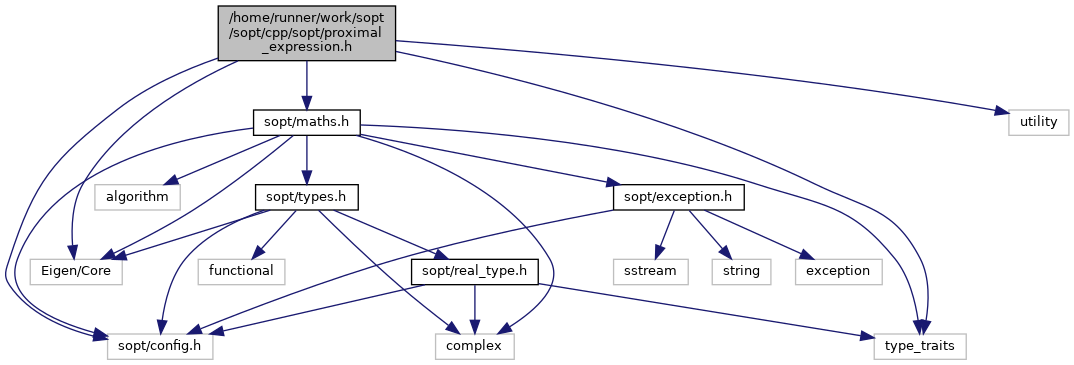 /home/runner/work/sopt
/sopt/cpp/sopt/proximal
_expression.h
sopt/maths.h
utility
algorithm
sopt/types.h
sopt/exception.h
Eigen/Core
functional
sopt/real_type.h
sstream
string
exception
sopt/config.h
complex
type_traits